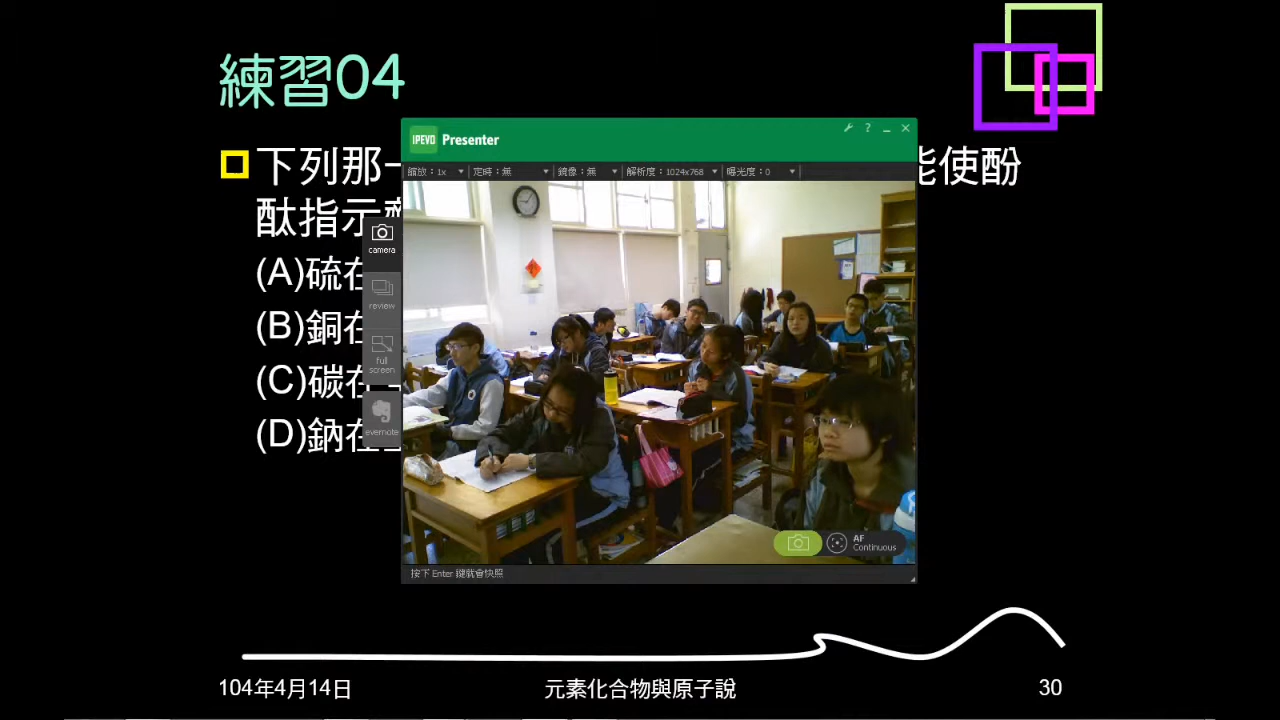 練習04
下列那一
能使酚
酞指示
(A)硫在
(B)銅在
(C)碳在
(D)鈉在
IPEVO Presenter
縮放：1x 定時：無 鏡像：無 解析度：1024x768 曝光度：0
camera
review
full
screen
evernote
AF
Continuous
按下 Enter 鍵就會快照
104年4月14日
元素化合物與原子說
30